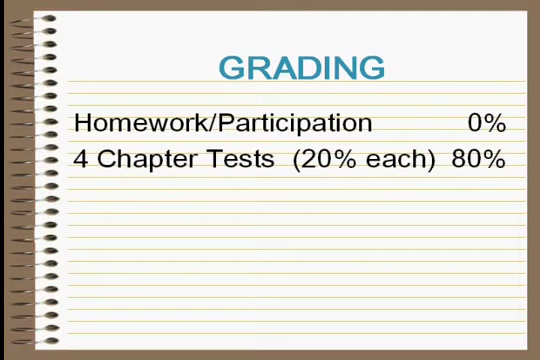 GRADING
Homework/Participation 0%
4 Chapter Tests (20% each) 80%